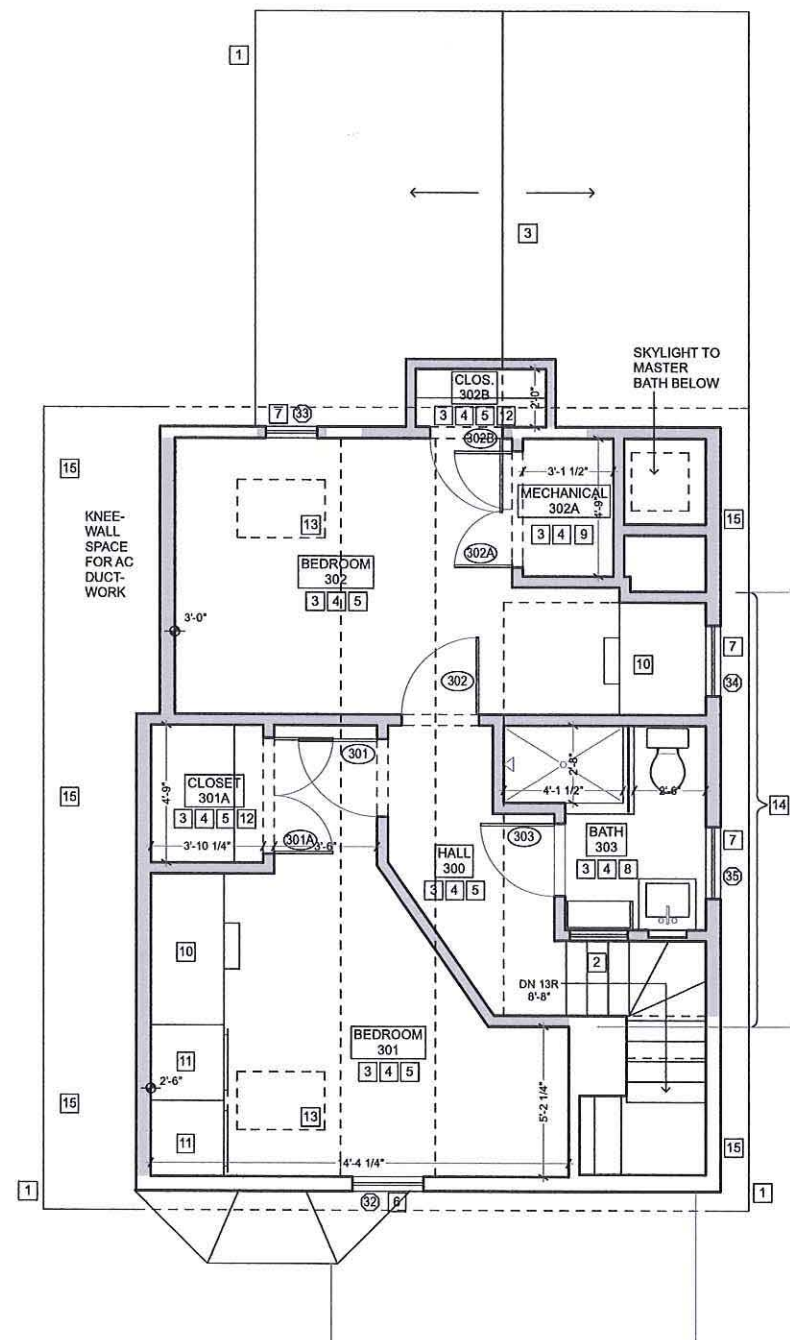 1
3
SKYLIGHT TO
MASTER
BATH BELOW
CLOS.
302B
3 4 5 12
2'-0"
7 33
302B
15
KNEE-
WALL
SPACE
FOR AC
DUCT-
WORK
3'-1 1/2"
MECHANICAL
302A
4'-9"
3 4 9
15
13
302A
BEDROOM
302
3 4 5
3'-0"
10
7
34
302
301
2'-8"
4'-1 1/2"
2'-6"
15
4'-9"
CLOSET
301A
3 4 5 12
3'-10 1/4"
301A
3'-6"
14
303
BATH
303
3 4 8
7
35
HALL
300
3 4 5
10
2
DN 13R
8'-8"
BEDROOM
301
3 4 5
11
2'-6"
13
11
15
5'-2 1/4"
15
4'-4 1/4"
1
32 6
1